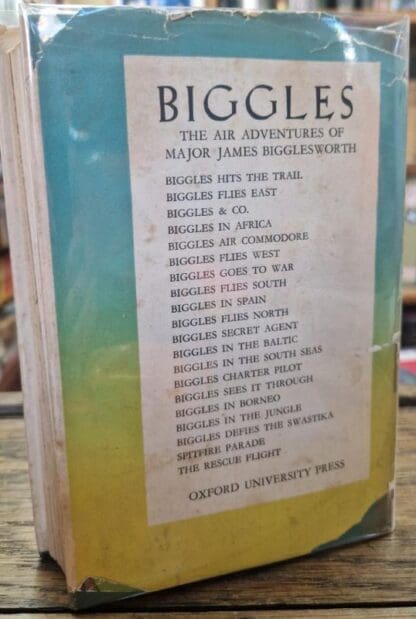 BIGGLES
THE AIR ADVENTURES OF
MAJOR JAMES BIGGLESWORTH
BIGGLES HITS THE TRAIL
BIGGLES FLIES EAST
BIGGLES & CO.
BIGGLES IN AFRICA
BIGGLES AIR COMMODORE
BIGGLES FLIES WEST
BIGGLES GOES TO WAR
BIGGLES FLIES SOUTH
BIGGLES IN SPAIN
BIGGLES FLIES NORTH
BIGGLES SECRET AGENT
BIGGLES IN THE BALTIC
BIGGLES IN THE SOUTH SEAS
BIGGLES CHARTER PILOT
BIGGLES SEES IT THROUGH
BIGGLES IN BORNEO
BIGGLES IN THE JUNGLE
BIGGLES DEFIES THE SWASTIKA
SPITFIRE PARADE
THE RESCUE FLIGHT
OXFORD UNIVERSITY PRESS